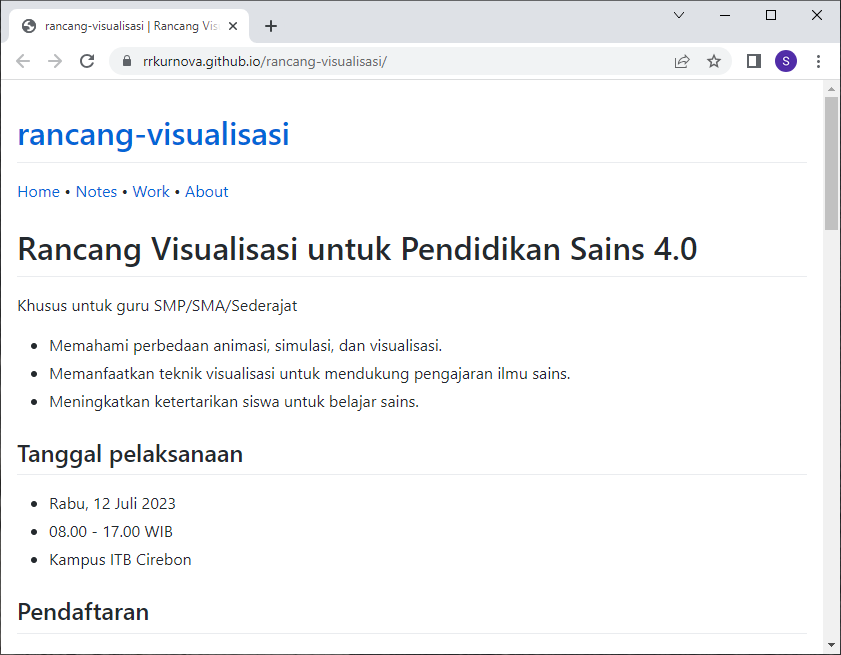 rancang-visualisasi | Rancang Vis
rrkurnova.github.io/rancang-visualisasi/
S
rancang-visualisasi
Home • Notes • Work • About
Rancang Visualisasi untuk Pendidikan Sains 4.0
Khusus untuk guru SMP/SMA/Sederajat
• Memahami perbedaan animasi, simulasi, dan visualisasi.
• Memanfaatkan teknik visualisasi untuk mendukung pengajaran ilmu sains.
• Meningkatkan ketertarikan siswa untuk belajar sains.
Tanggal pelaksanaan
• Rabu, 12 Juli 2023
• 08.00 - 17.00 WIB
• Kampus ITB Cirebon
Pendaftaran